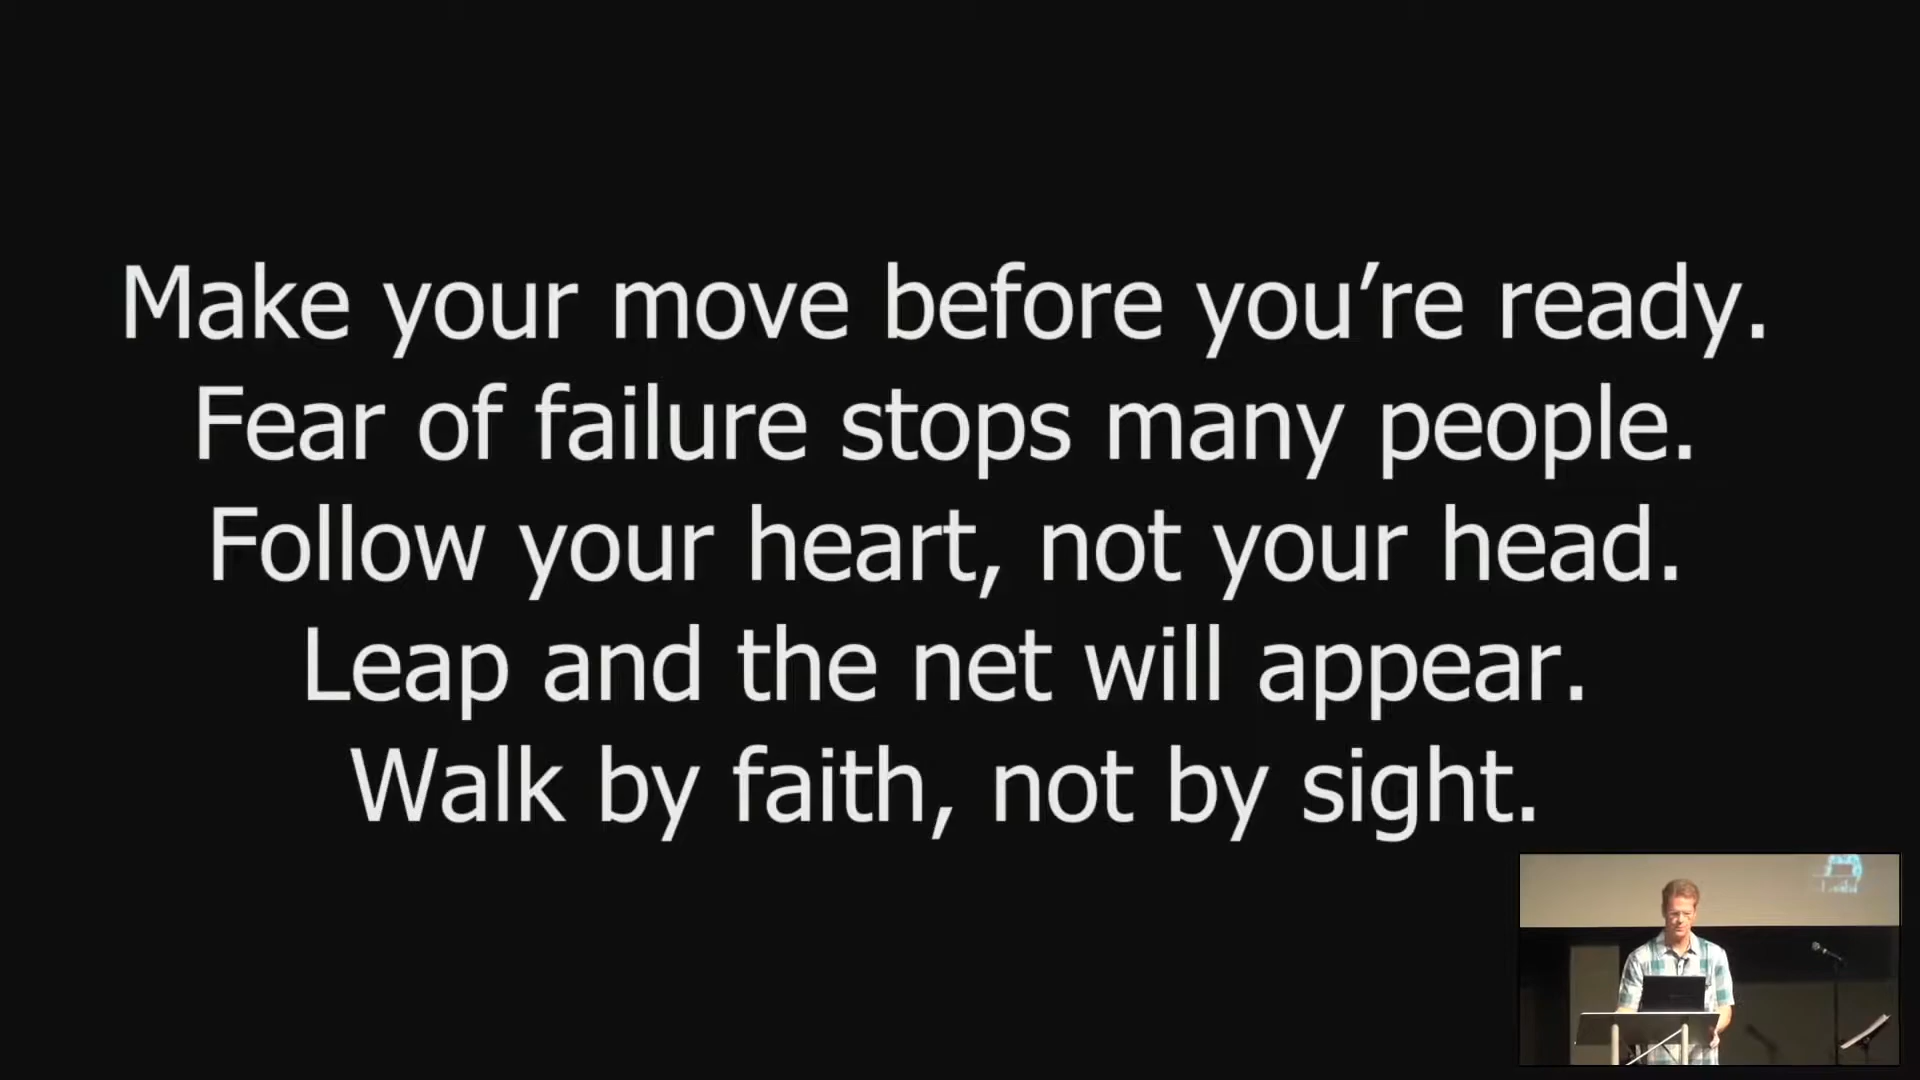 Make your move before you’re ready.
Fear of failure stops many people.
Follow your heart, not your head.
Leap and the net will appear.
Walk by faith, not by sight.